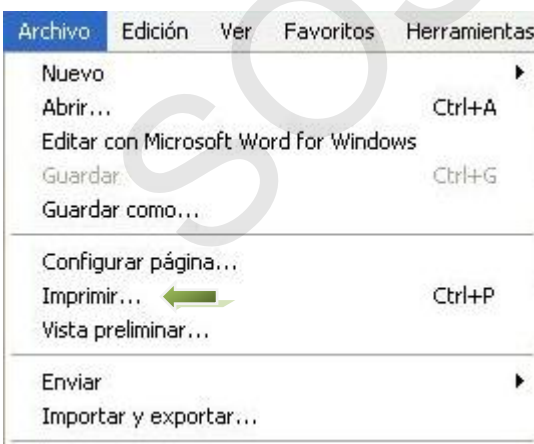 Archivo Edición Ver Favoritos Herramientas
Nuevo
Abrir... Ctrl+A
Editar con Microsoft Word for Windows
Guardar Ctrl+G
Guardar como...
Configurar página...
Imprimir... Ctrl+P
Vista preliminar...
Enviar
Importar y exportar...